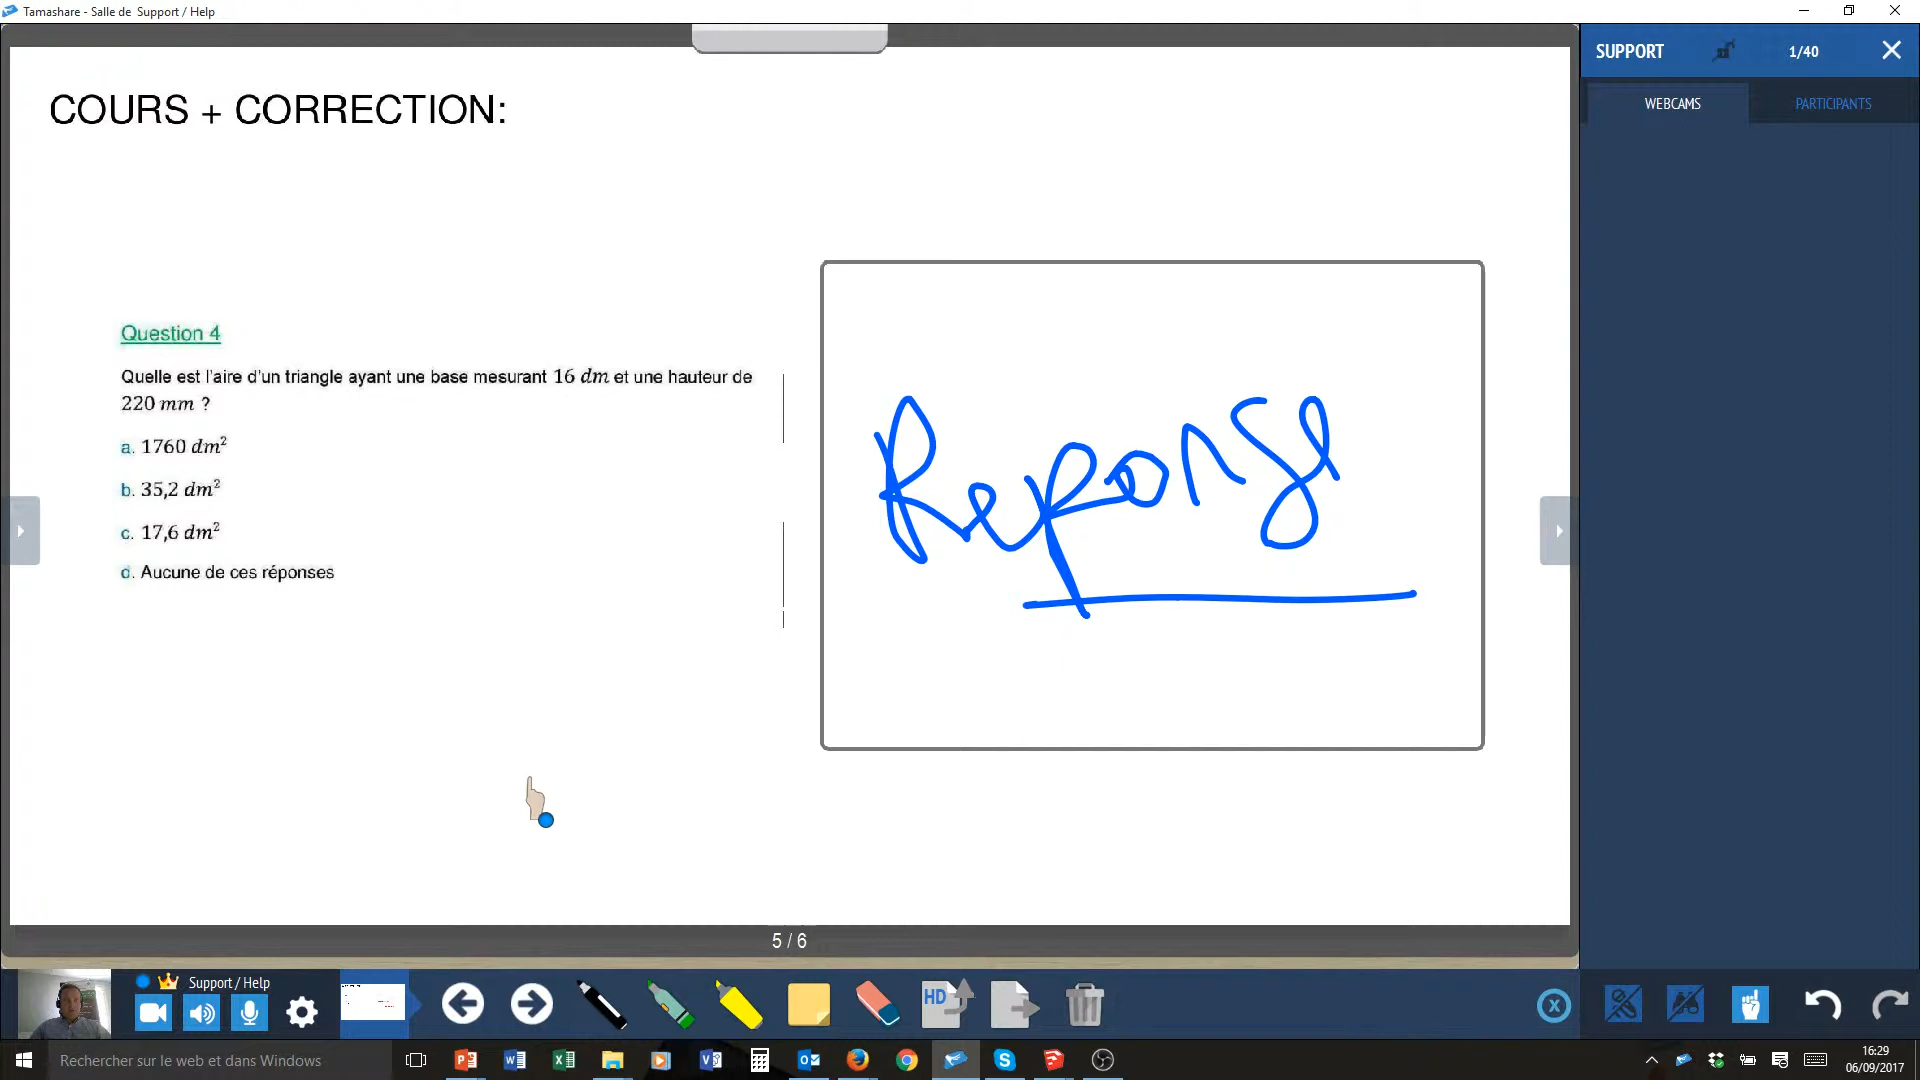 Tamashare - Salle de Support / Help
SUPPORT
1/40
WEBCAMS
PARTICIPANTS
COURS + CORRECTION:
Question 4
Quelle est l'aire d'un triangle ayant une base mesurant 16 dm et une hauteur de
220 mm ?
a. 1760 dm²
b. 35,2 dm²
c. 17,6 dm²
d. Aucune de ces réponses
Reponse
5 / 6
Support / Help
HD
Rechercher sur le web et dans Windows
16:29
06/09/2017